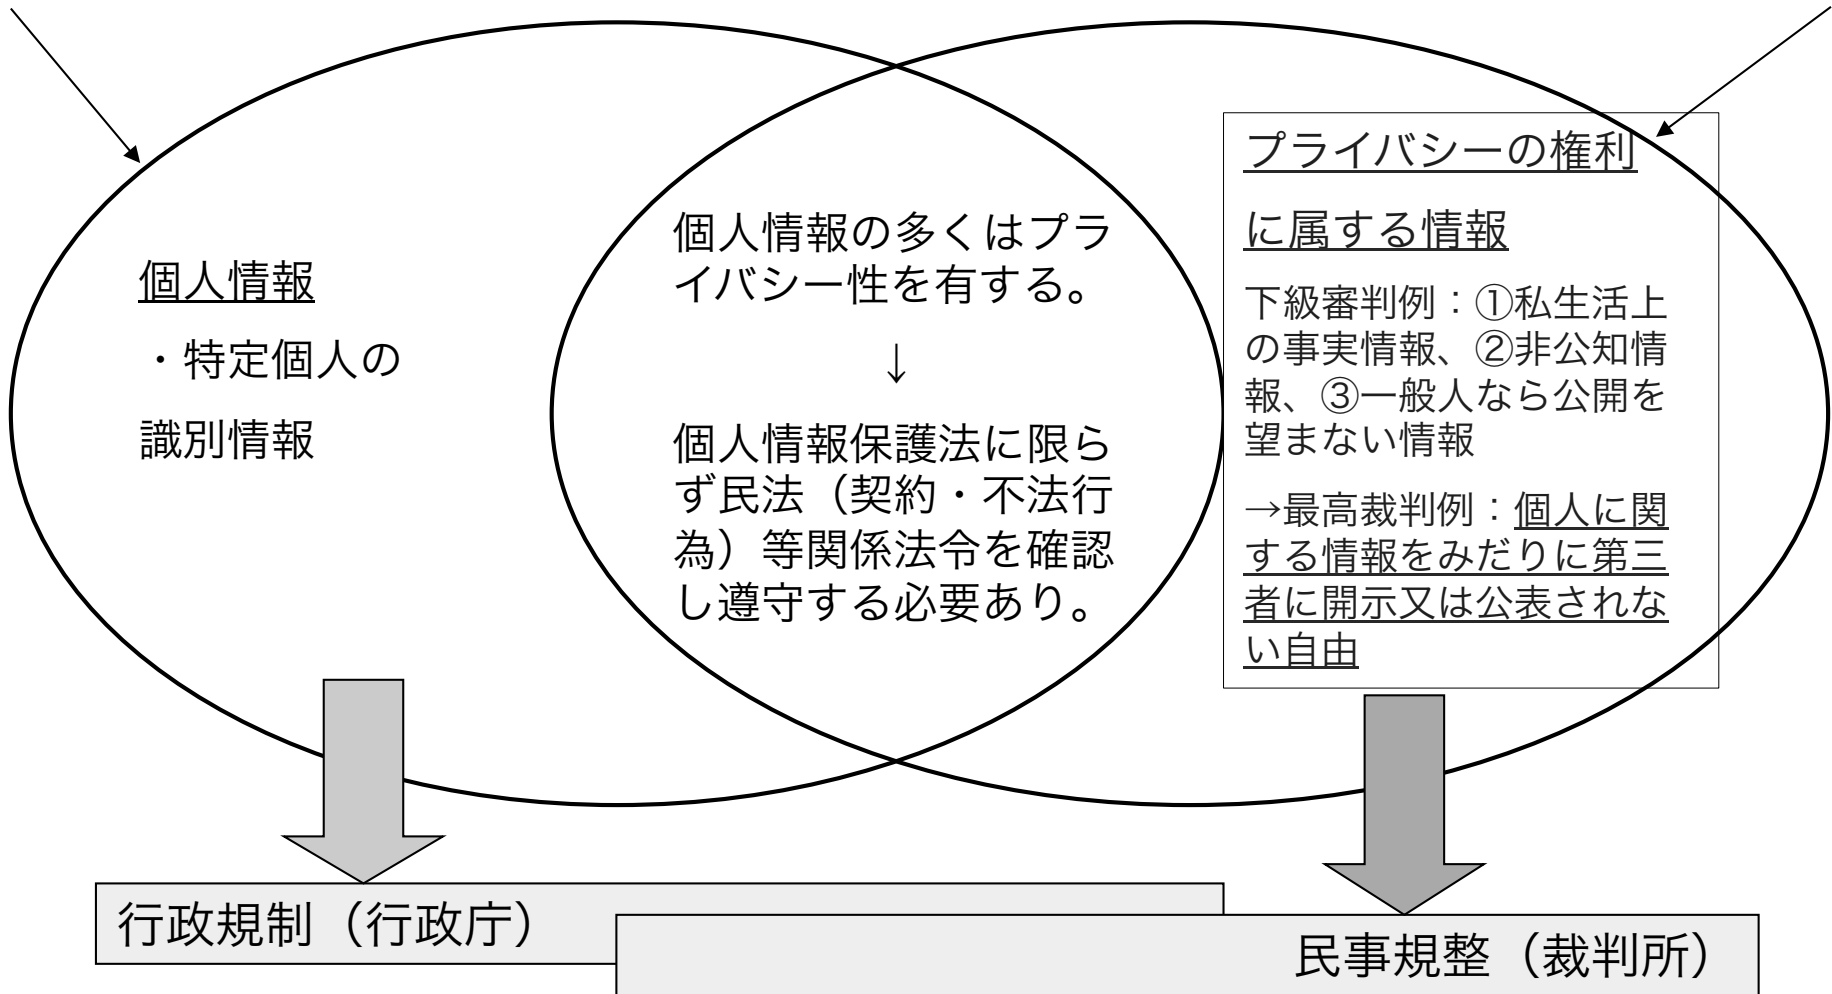 個人情報
・特定個人の
識別情報
個人情報の多くはプラ
イバシー性を有する。
↓
個人情報保護法に限ら
ず民法（契約・不法行
為）等関係法令を確認
し遵守する必要あり。
プライバシーの権利
に属する情報
下級審判例：①私生活上
の事実情報、②非公知情
報、③一般人なら公開を
望まない情報
→最高裁判例：個人に関
する情報をみだりに第三
者に開示又は公表されな
い自由
行政規制（行政庁）
民事規整（裁判所）